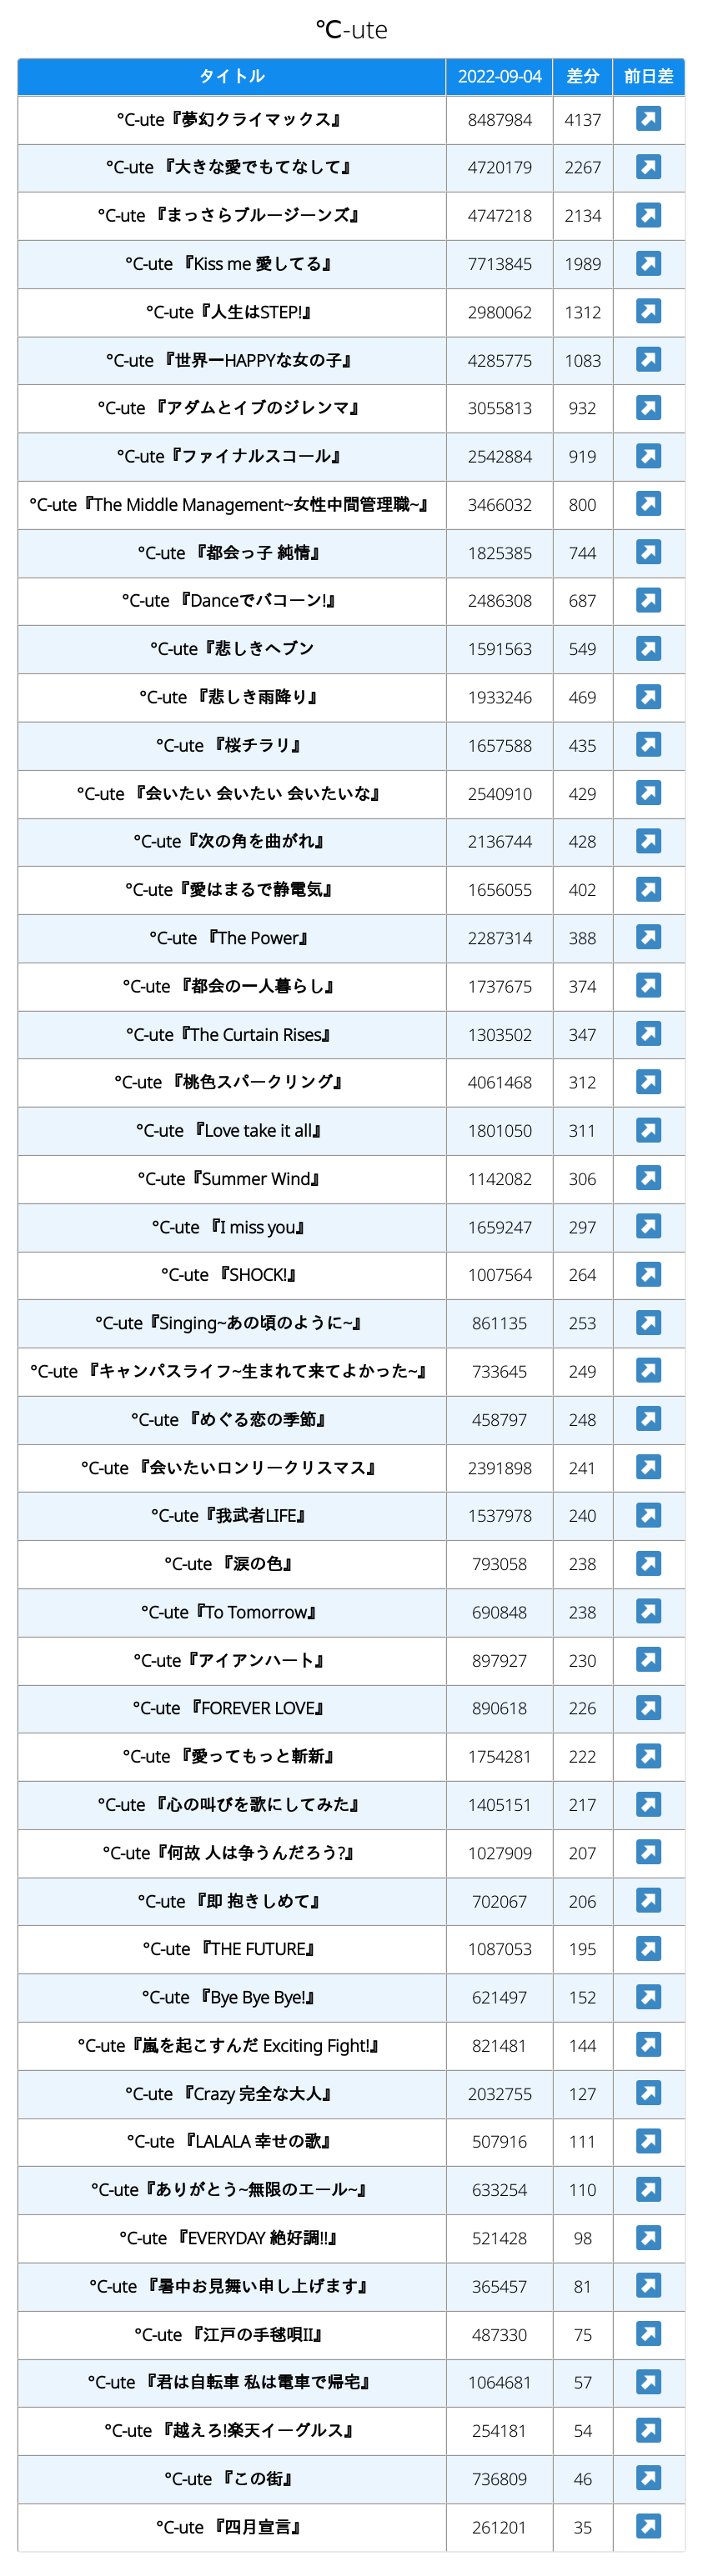 ℃-ute
タイトル 2022-09-04 差分 前日差
°C-ute『夢幻クライマックス』 8487984 4137
°C-ute 『大きな愛でもてなして』 4720179 2267
°C-ute 『まっさらブルージーンズ』 4747218 2134
°C-ute 『Kiss me 愛してる』 7713845 1989
°C-ute『人生はSTEP!』 2980062 1312
°C-ute 『世界一HAPPYな女の子』 4285775 1083
°C-ute 『アダムとイブのジレンマ』 3055813 932
°C-ute『ファイナルスコール』 2542884 919
°C-ute『The Middle Management~女性中間管理職~』 3466032 800
°C-ute 『都会っ子 純情』 1825385 744
°C-ute 『Danceでバコーン!』 2486308 687
°C-ute『悲しきヘブン 1591563 549
°C-ute 『悲しき雨降り』 1933246 469
°C-ute 『桜チラリ』 1657588 435
°C-ute 『会いたい 会いたい 会いたいな』 2540910 429
°C-ute『次の角を曲がれ』 2136744 428
°C-ute『愛はまるで静電気』 1656055 402
°C-ute 『The Power』 2287314 388
°C-ute 『都会の一人暮らし』 1737675 374
°C-ute『The Curtain Rises』 1303502 347
°C-ute 『桃色スパークリング』 4061468 312
°C-ute 『Love take it all』 1801050 311
°C-ute『Summer Wind』 1142082 306
°C-ute 『I miss you』 1659247 297
°C-ute 『SHOCK!』 1007564 264
°C-ute『Singing~あの頃のように~』 861135 253
°C-ute 『キャンパスライフ~生まれて来てよかった~』 733645 249
°C-ute 『めぐる恋の季節』 458797 248
°C-ute 『会いたいロンリークリスマス』 2391898 241
°C-ute『我武者LIFE』 1537978 240
°C-ute 『涙の色』 793058 238
°C-ute『To Tomorrow』 690848 238
°C-ute『アイアンハート』 897927 230
°C-ute 『FOREVER LOVE』 890618 226
°C-ute 『愛ってもっと斬新』 1754281 222
°C-ute 『心の叫びを歌にしてみた』 1405151 217
°C-ute『何故 人は争うんだろう?』 1027909 207
°C-ute 『即 抱きしめて』 702067 206
°C-ute 『THE FUTURE』 1087053 195
°C-ute 『Bye Bye Bye!』 621497 152
°C-ute『嵐を起こすんだ Exciting Fight!』 821481 144
°C-ute 『Crazy 完全な大人』 2032755 127
°C-ute 『LALALA 幸せの歌』 507916 111
°C-ute『ありがとう~無限のエール~』 633254 110
°C-ute 『EVERYDAY 絶好調!!』 521428 98
°C-ute 『暑中お見舞い申し上げます』 365457 81
°C-ute 『江戸の手毬唄II』 487330 75
°C-ute 『君は自転車 私は電車で帰宅』 1064681 57
°C-ute 『越えろ!楽天イーグルス』 254181 54
°C-ute 『この街』 736809 46
°C-ute 『四月宣言』 261201 35